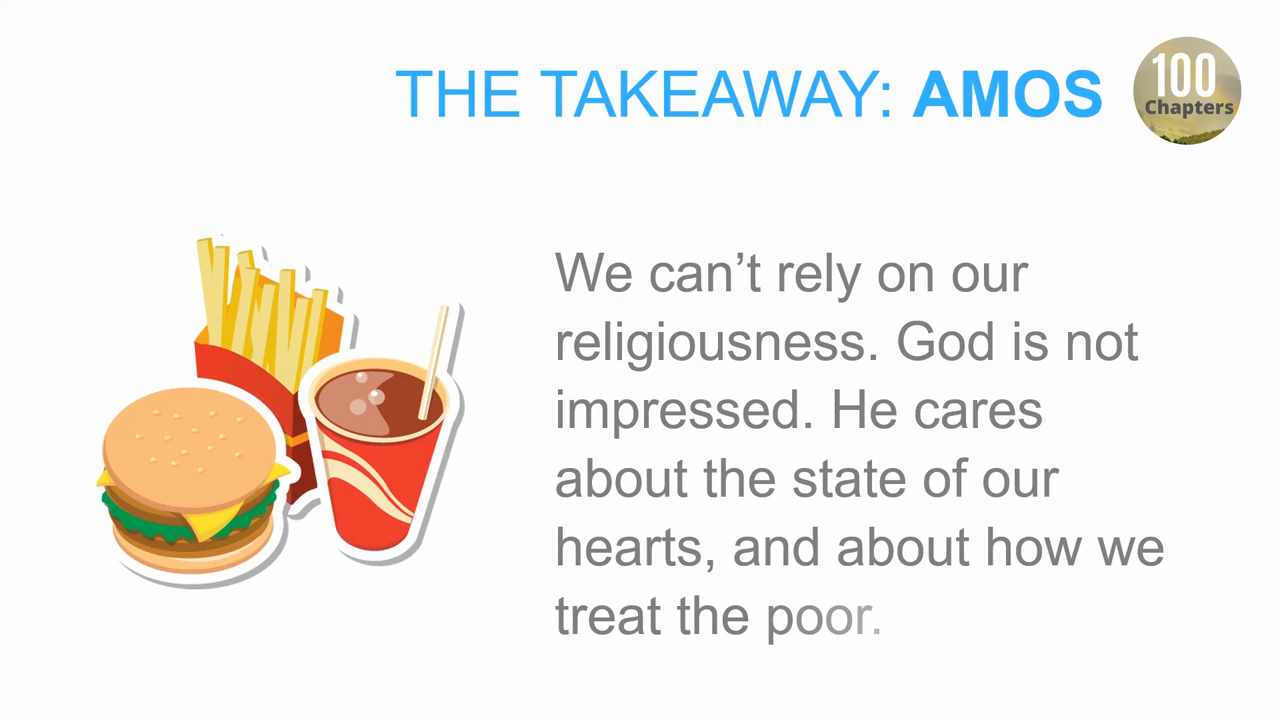 THE TAKEAWAY: AMOS
100
Chapters
We can’t rely on our
religiousness. God is not
impressed. He cares
about the state of our
hearts, and about how we
treat the poor.